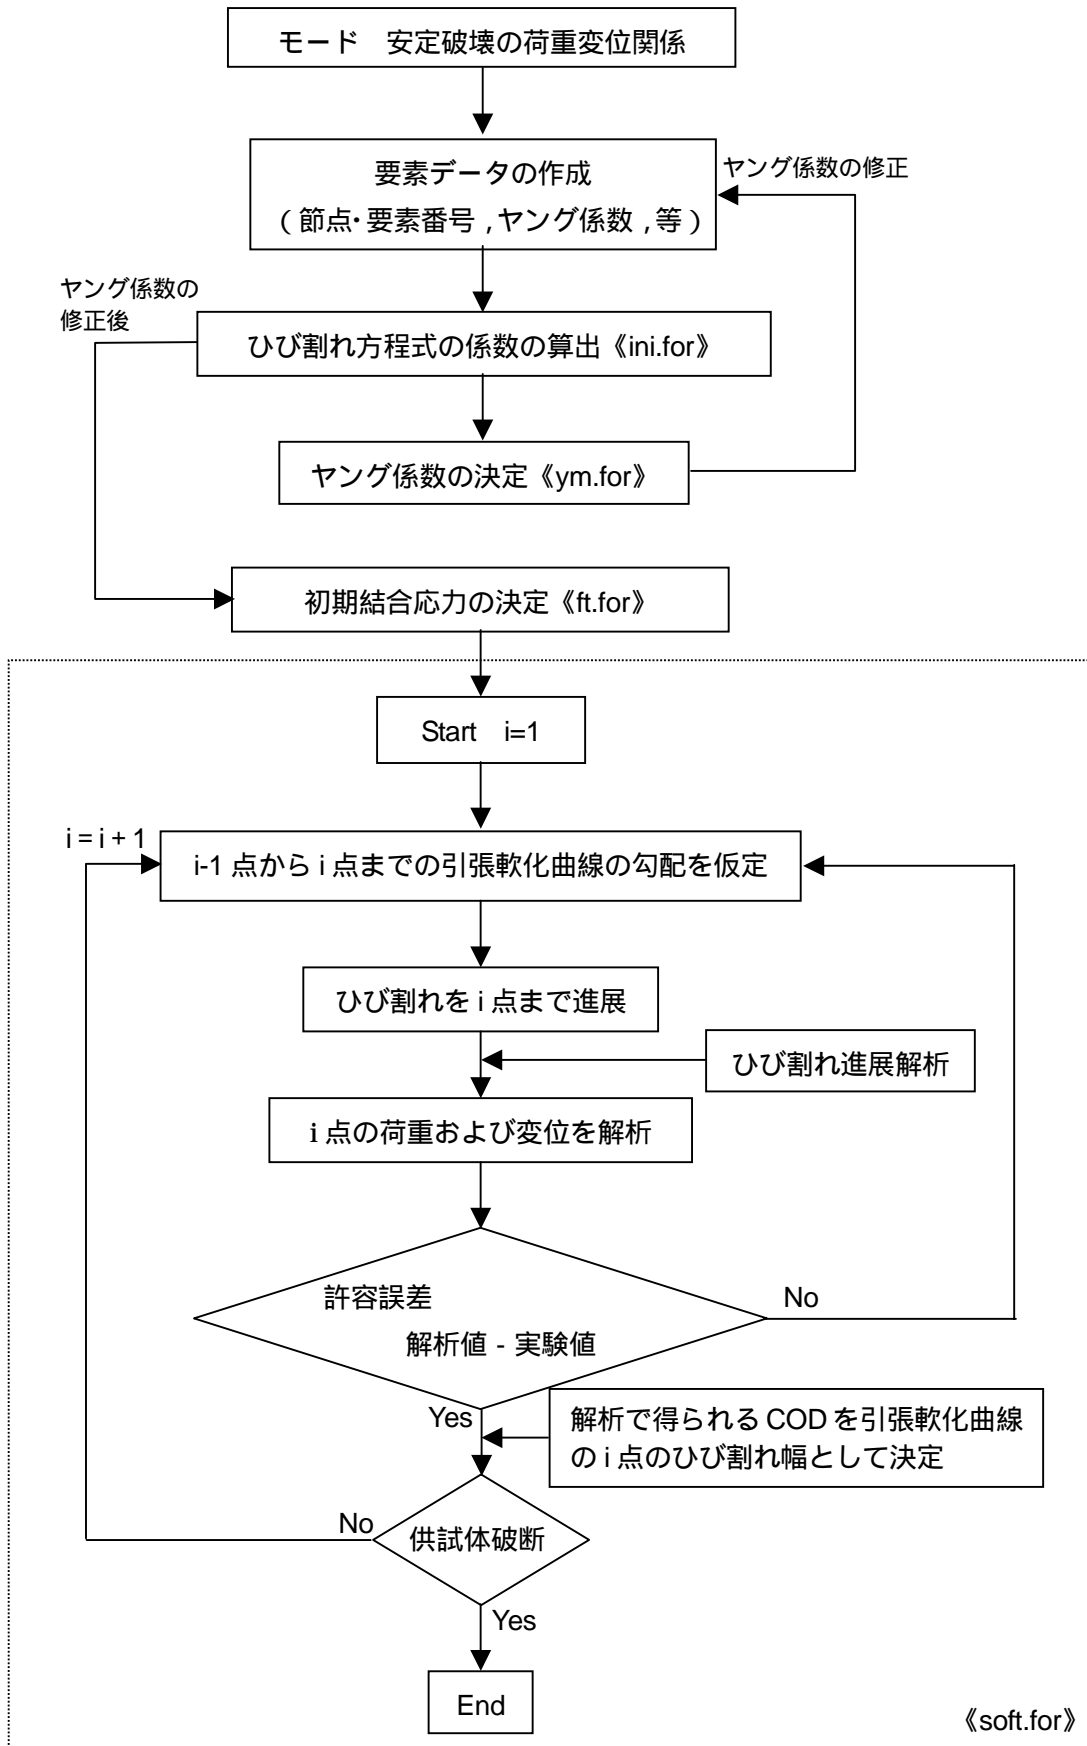 モード　安定破壊の荷重変位関係
要素データの作成
（節点・要素番号，ヤング係数，等）
ヤング係数の修正
ヤング係数の
修正後
ひび割れ方程式の係数の算出《ini.for》
ヤング係数の決定《ym.for》
初期結合応力の決定《ft.for》
Start　i=1
i = i + 1
i-1 点から i 点までの引張軟化曲線の勾配を仮定
ひび割れを i 点まで進展
ひび割れ進展解析
i 点の荷重および変位を解析
許容誤差
解析値 - 実験値
No
Yes
解析で得られる COD を引張軟化曲線
の i 点のひび割れ幅として決定
No
供試体破断
Yes
End
《soft.for》